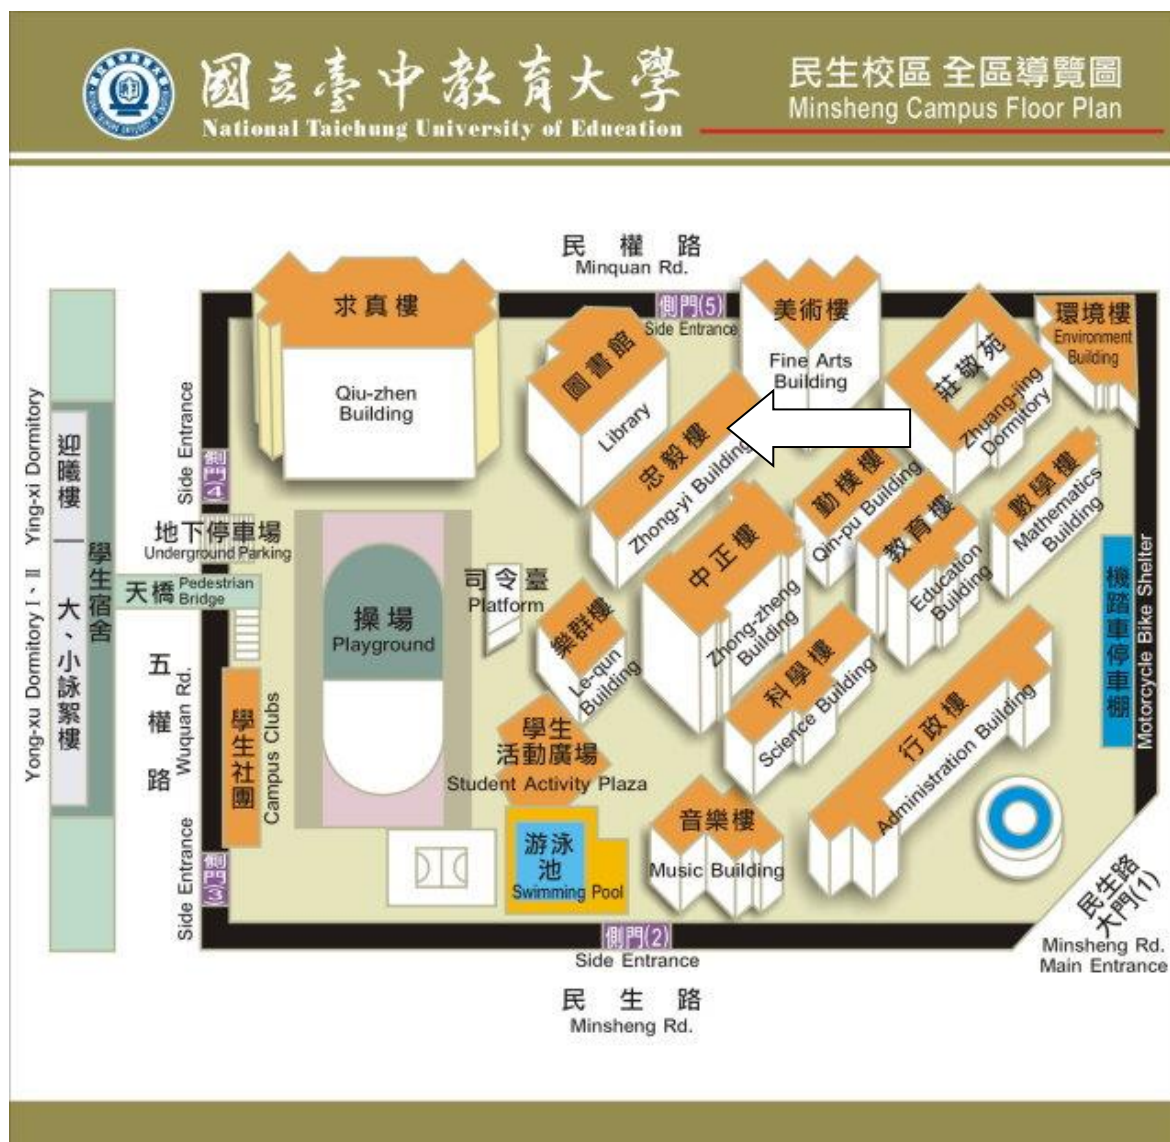 國立臺中教育大學
National Taichung University of Education
民生校區 全區導覽圖
Minsheng Campus Floor Plan
民權路
Minquan Rd.
求真樓
Qiu-zhen
Building
圖書館
Library
側門(5)
Side Entrance
美術樓
Fine Arts
Building
莊敬苑
Zhuang-jing
Dormitory
環境樓
Environment
Building
忠毅樓
Zhong-yi Building
勤樸樓
Qin-pu Building
教育樓
Education
Building
數學樓
Mathematics
Building
中正樓
Zhong-zheng
Building
科學樓
Science Building
行政樓
Administration Building
機踏車停車棚
Motorcycle Bike Shelter
迎曦樓
Ying-xi Dormitory
大、小詠絮樓
Yong-xu Dormitory I、II
學生宿舍
側門(4)
Side Entrance
地下停車場
Underground Parking
天橋
Pedestrian
Bridge
五權路
Wuquan Rd.
學生社團
Campus Clubs
側門(3)
Side Entrance
操場
Playground
司令臺
Platform
樂群樓
Le-qun
Building
學生
活動廣場
Student Activity Plaza
游泳
池
Swimming Pool
音樂樓
Music Building
側門(2)
Side Entrance
民生路
Minsheng Rd.
民生路
大門(1)
Minsheng Rd.
Main Entrance